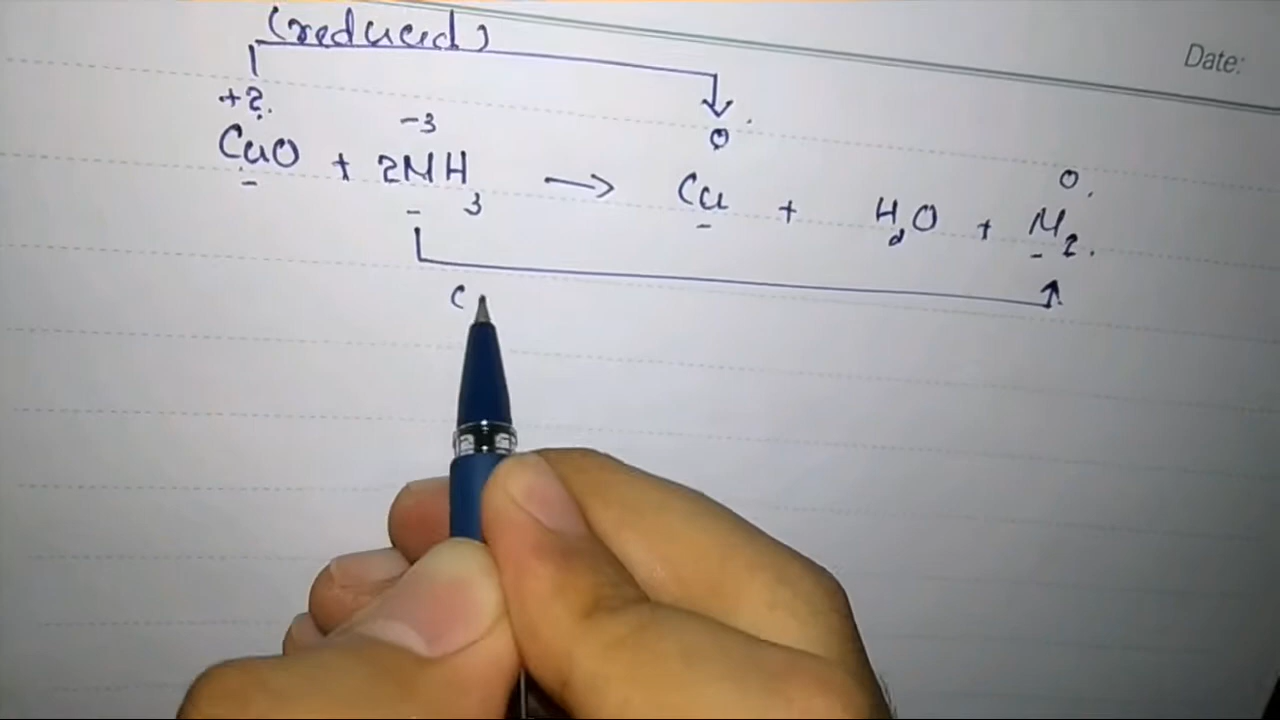 Date:
(reduced)
+2. -3 0 0.
CuO + 2NH3 → Cu + H2O + N2.
(